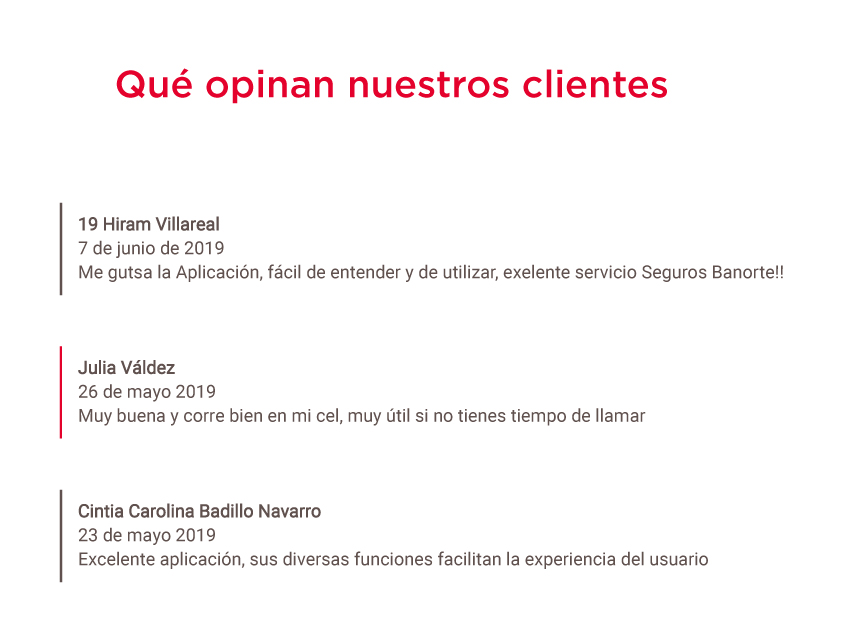 Qué opinan nuestros clientes
19 Hiram Villareal
7 de junio de 2019
Me gutsa la Aplicación, fácil de entender y de utilizar, exelente servicio Seguros Banorte!!
Julia Váldez
26 de mayo 2019
Muy buena y corre bien en mi cel, muy útil si no tienes tiempo de llamar
Cintia Carolina Badillo Navarro
23 de mayo 2019
Excelente aplicación, sus diversas funciones facilitan la experiencia del usuario